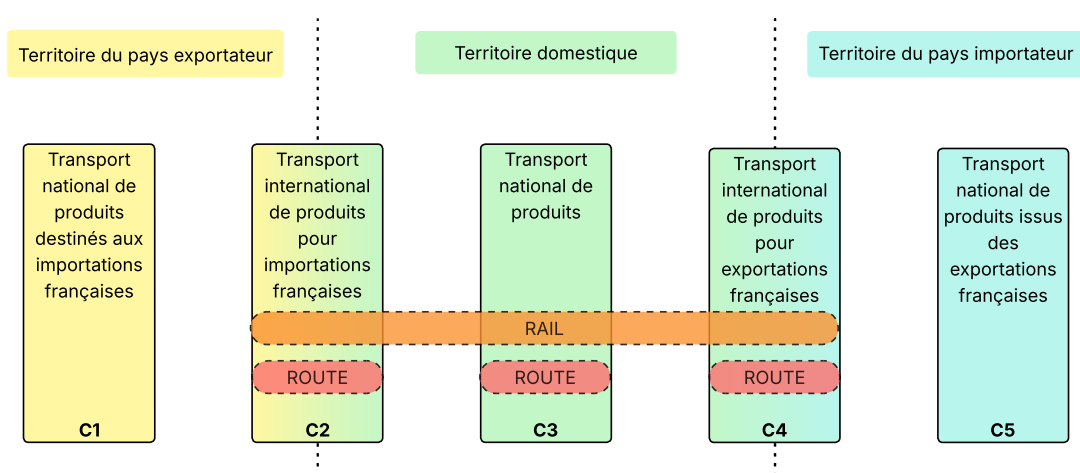 Territoire du pays exportateur
Territoire domestique
Territoire du pays importateur
Transport
national de
produits
destinés aux
importations
françaises
C1
Transport
international
de produits
pour
importations
françaises
C2
Transport
national de
produits
C3
Transport
international
de produits
pour
exportations
françaises
C4
Transport
national de
produits issus
des
exportations
françaises
C5
RAIL
ROUTE
ROUTE
ROUTE